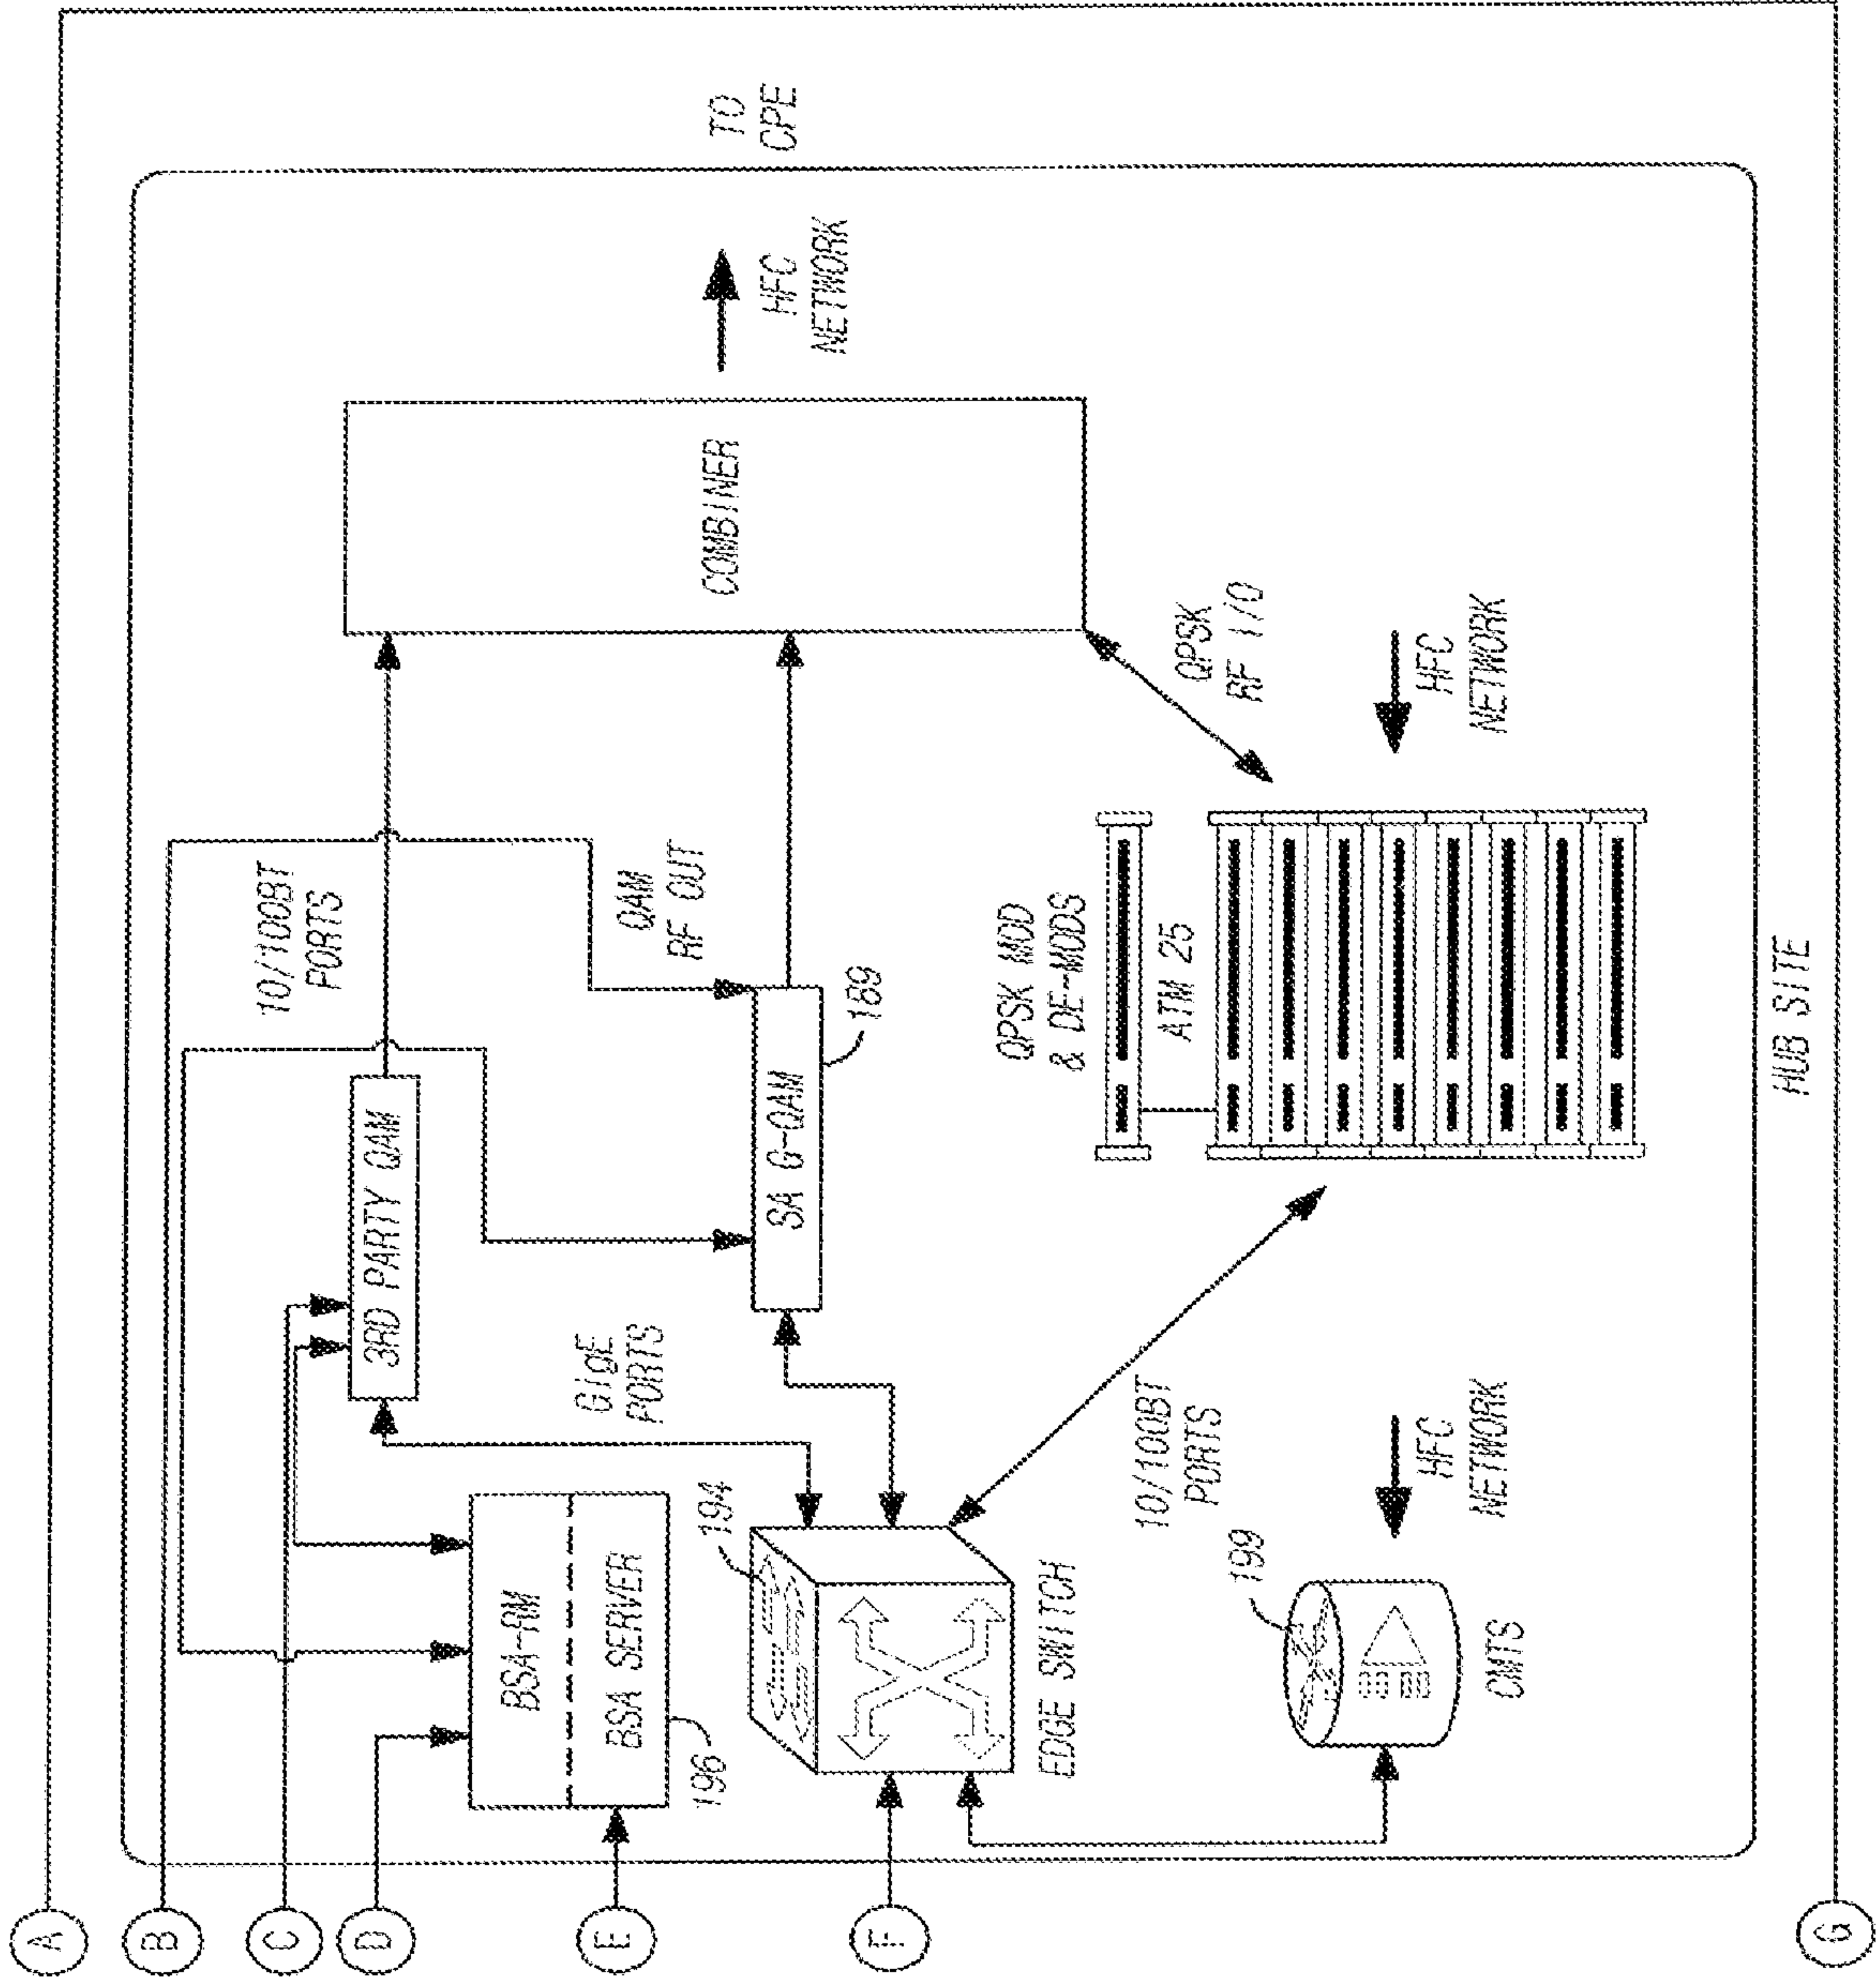 A
B
C
D
E
F
G
TO
CPE
HFC
NETWORK
COMBINER
10/100BT
PORTS
3RD PARTY QAM
QAM
RF OUT
SA G-QAM
189
GigE
PORTS
BSA-RM
BSA SERVER
196
194
EDGE SWITCH
QPSK
RF I/O
QPSK MOD
& DE-MODS
ATM 25
HFC
NETWORK
10/100BT
PORTS
199
CMTS
HFC
NETWORK
HUB SITE